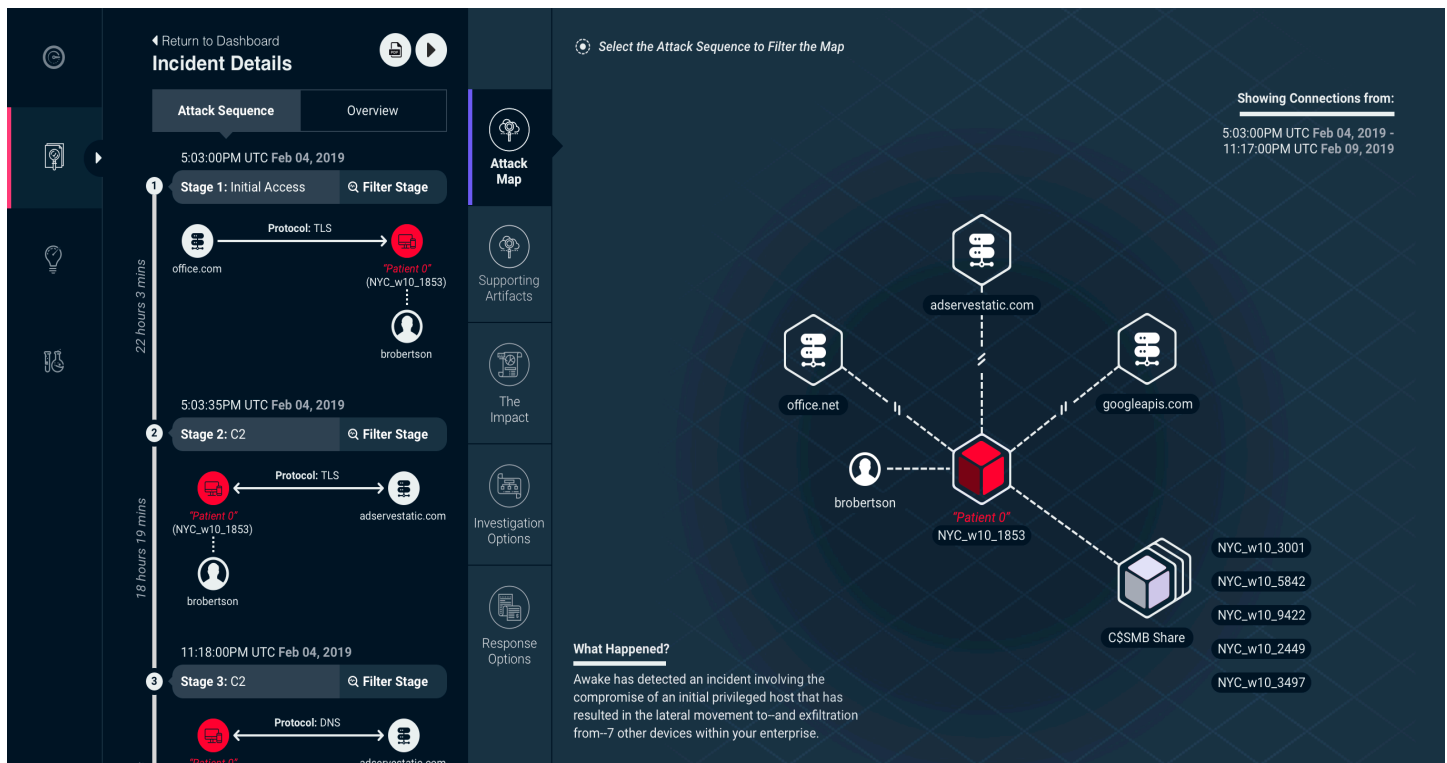 Return to Dashboard
Incident Details
PDF
Attack Sequence
Overview
5:03:00PM UTC Feb 04, 2019
1
Stage 1: Initial Access
Filter Stage
Protocol: TLS
office.com
"Patient 0"
(NYC_w10_1853)
brobertson
22 hours 3 mins
5:03:35PM UTC Feb 04, 2019
2
Stage 2: C2
Filter Stage
Protocol: TLS
"Patient 0"
(NYC_w10_1853)
adservestatic.com
brobertson
18 hours 19 mins
11:18:00PM UTC Feb 04, 2019
3
Stage 3: C2
Filter Stage
Protocol: DNS
"Patient 0"
adservestatic.com
Attack
Map
Supporting
Artifacts
The
Impact
Investigation
Options
Response
Options
Select the Attack Sequence to Filter the Map
Showing Connections from:
5:03:00PM UTC Feb 04, 2019 -
11:17:00PM UTC Feb 09, 2019
adservestatic.com
office.net
googleapis.com
brobertson
"Patient 0"
NYC_w10_1853
C$SMB Share
NYC_w10_3001
NYC_w10_5842
NYC_w10_9422
NYC_w10_2449
NYC_w10_3497
What Happened?
Awake has detected an incident involving the
compromise of an initial privileged host that has
resulted in the lateral movement to--and exfiltration
from--7 other devices within your enterprise.